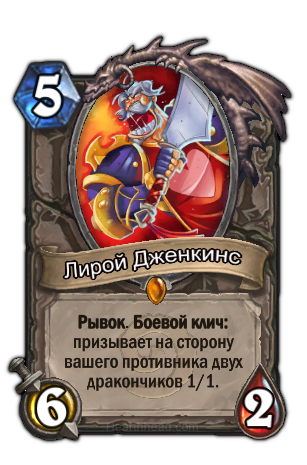 5
Лирой Дженкинс
Рывок. Боевой клич:
призывает на сторону
вашего противника двух
дракончиков 1/1.
6
2